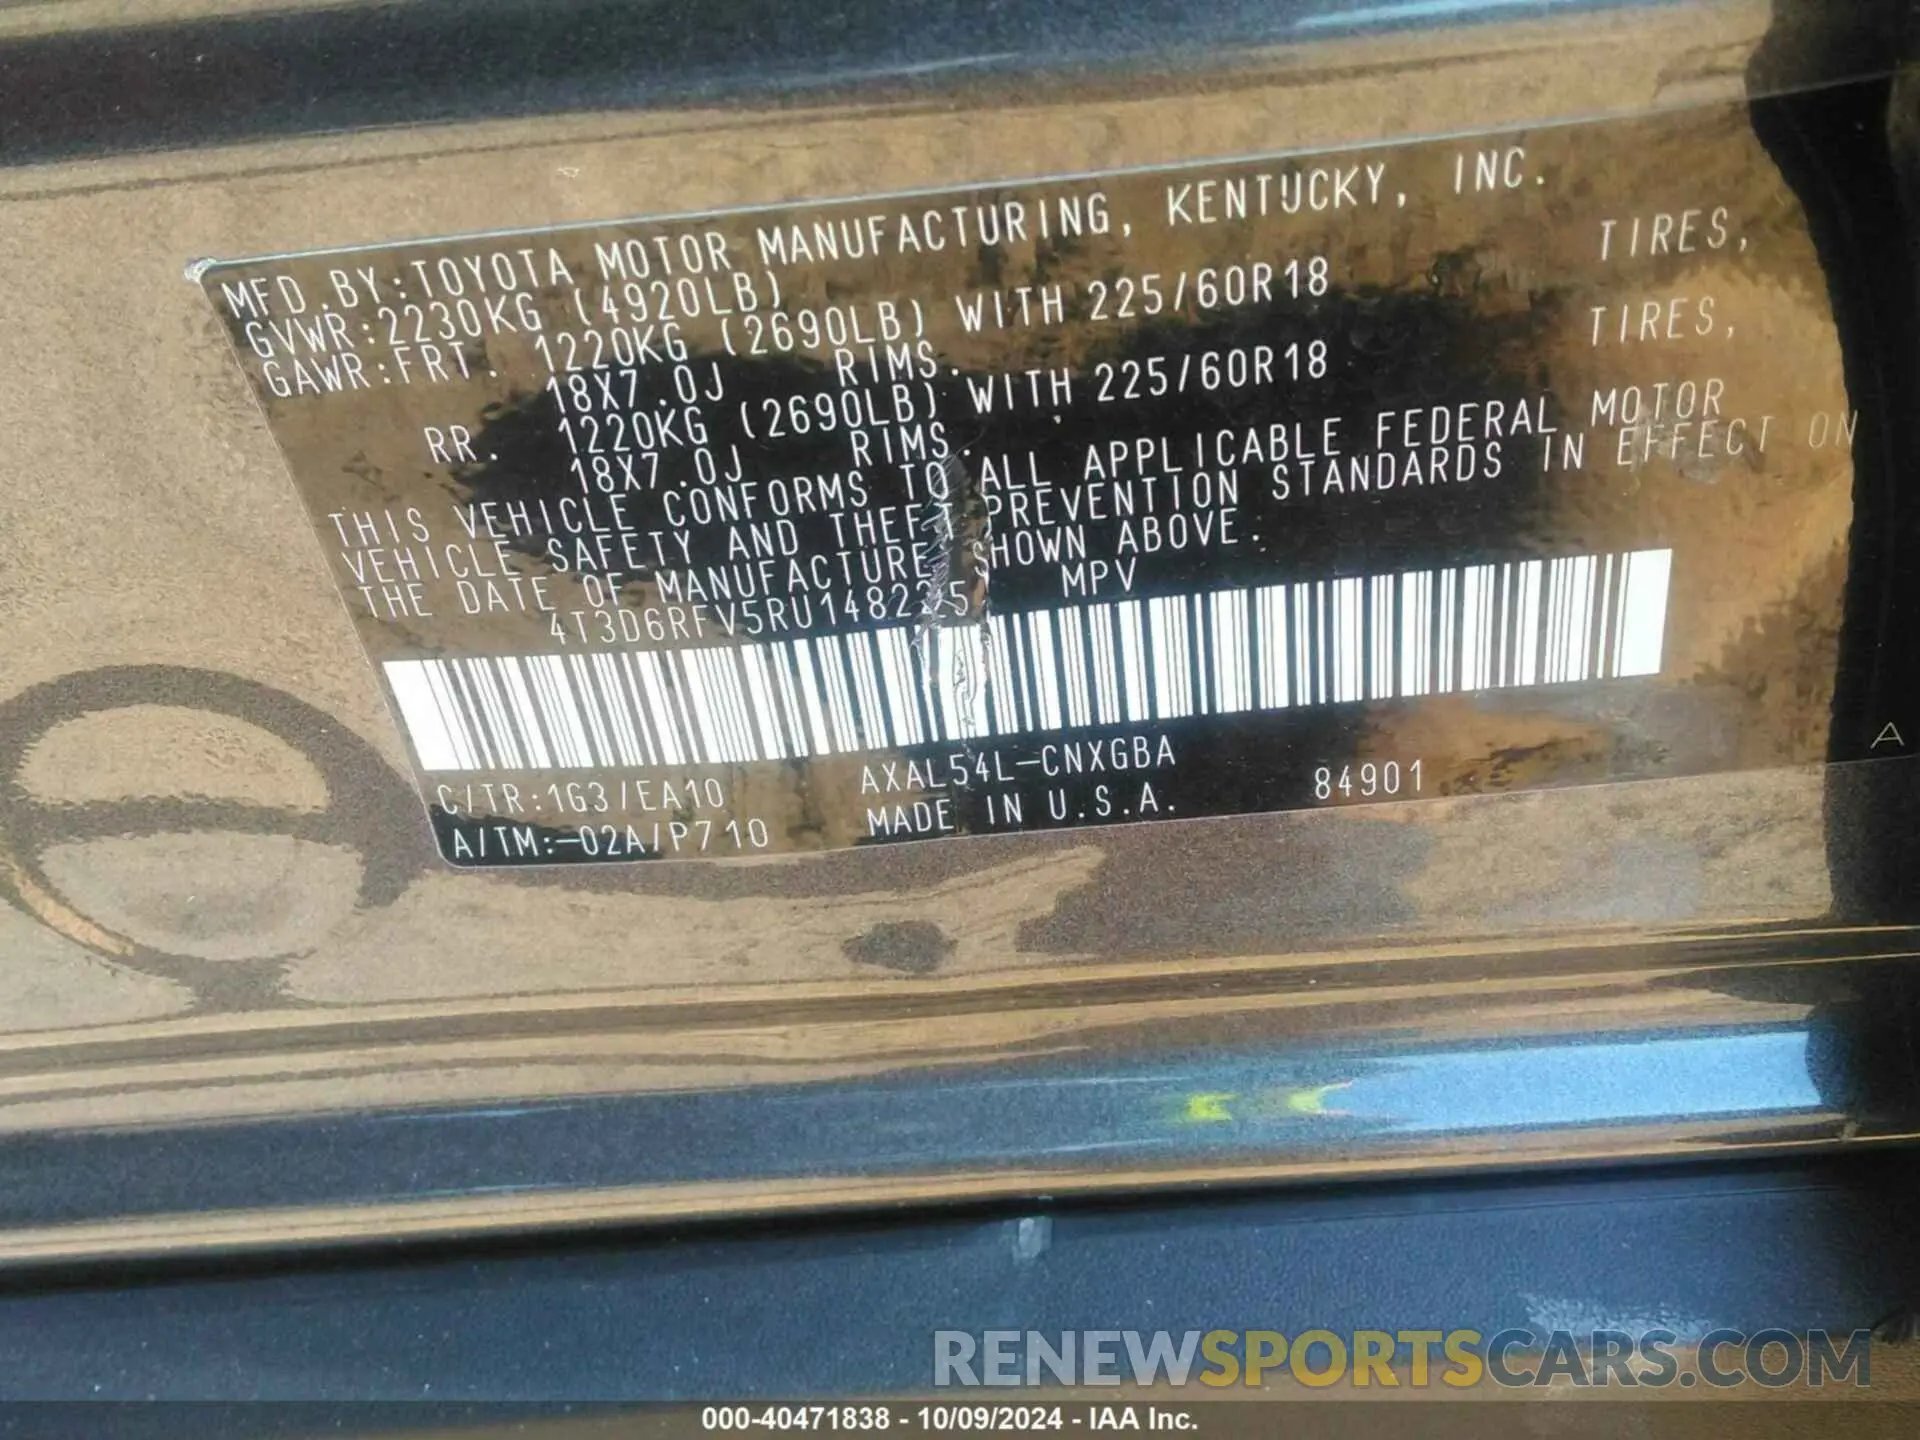 MFD.BY:TOYOTA MOTOR MANUFACTURING, KENTUCKY, INC.
GVWR:2230KG (4920LB)
GAWR:FRT. 1220KG (2690LB) WITH 225/60R18 TIRES,
18X7.0J RIMS.
RR. 1220KG (2690LB) WITH 225/60R18 TIRES,
18X7.0J RIMS.
THIS VEHICLE CONFORMS TO ALL APPLICABLE FEDERAL MOTOR
VEHICLE SAFETY AND THEFT PREVENTION STANDARDS IN EFFECT ON
THE DATE OF MANUFACTURE SHOWN ABOVE.
4T3D6RFV5RU148225 MPV
C/TR:1G3/EA10 AXAL54L-CNXGBA
A/TM:-02A/P710 MADE IN U.S.A. 84901
A
RENEWSPORTSCARS.COM
000-40471838 - 10/09/2024 - IAA Inc.